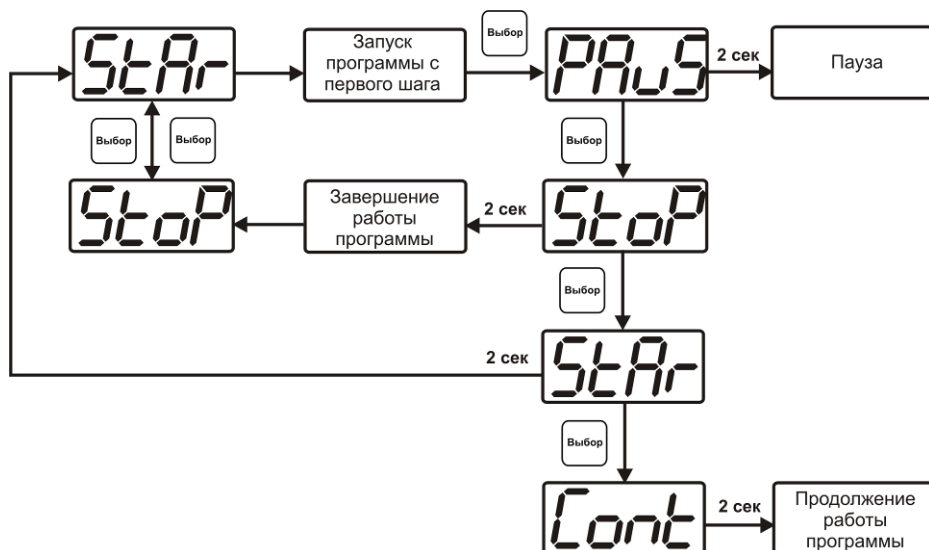 StAr
Запуск
программы с
первого шага
Выбор
PAuS
2 сек
Пауза
Выбор
Выбор
Выбор
StoP
Завершение
работы
программы
2 сек
StoP
Выбор
2 сек
StAr
Выбор
Cont
2 сек
Продолжение
работы
программы